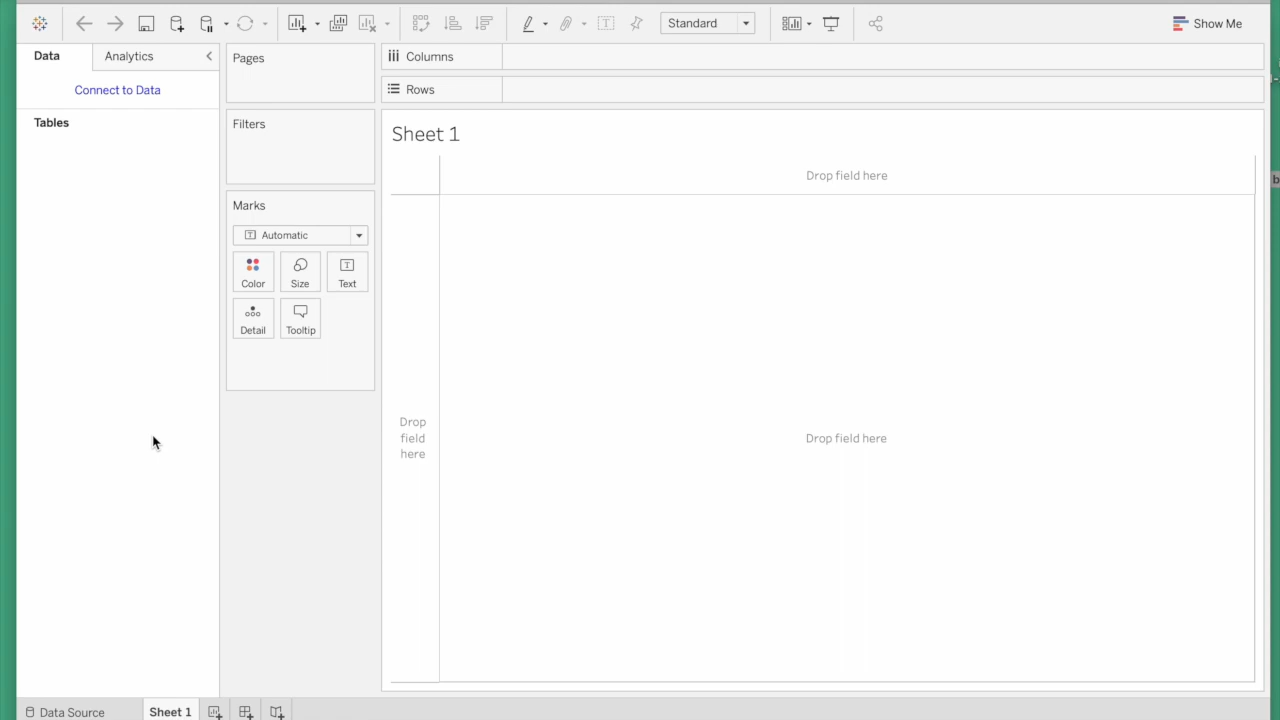 Standard
Show Me
Data
Analytics
Connect to Data
Tables
Pages
Filters
Marks
Automatic
Color
Size
Text
Detail
Tooltip
Columns
Rows
Sheet 1
Drop field here
Drop
field
here
Drop field here
Data Source
Sheet 1